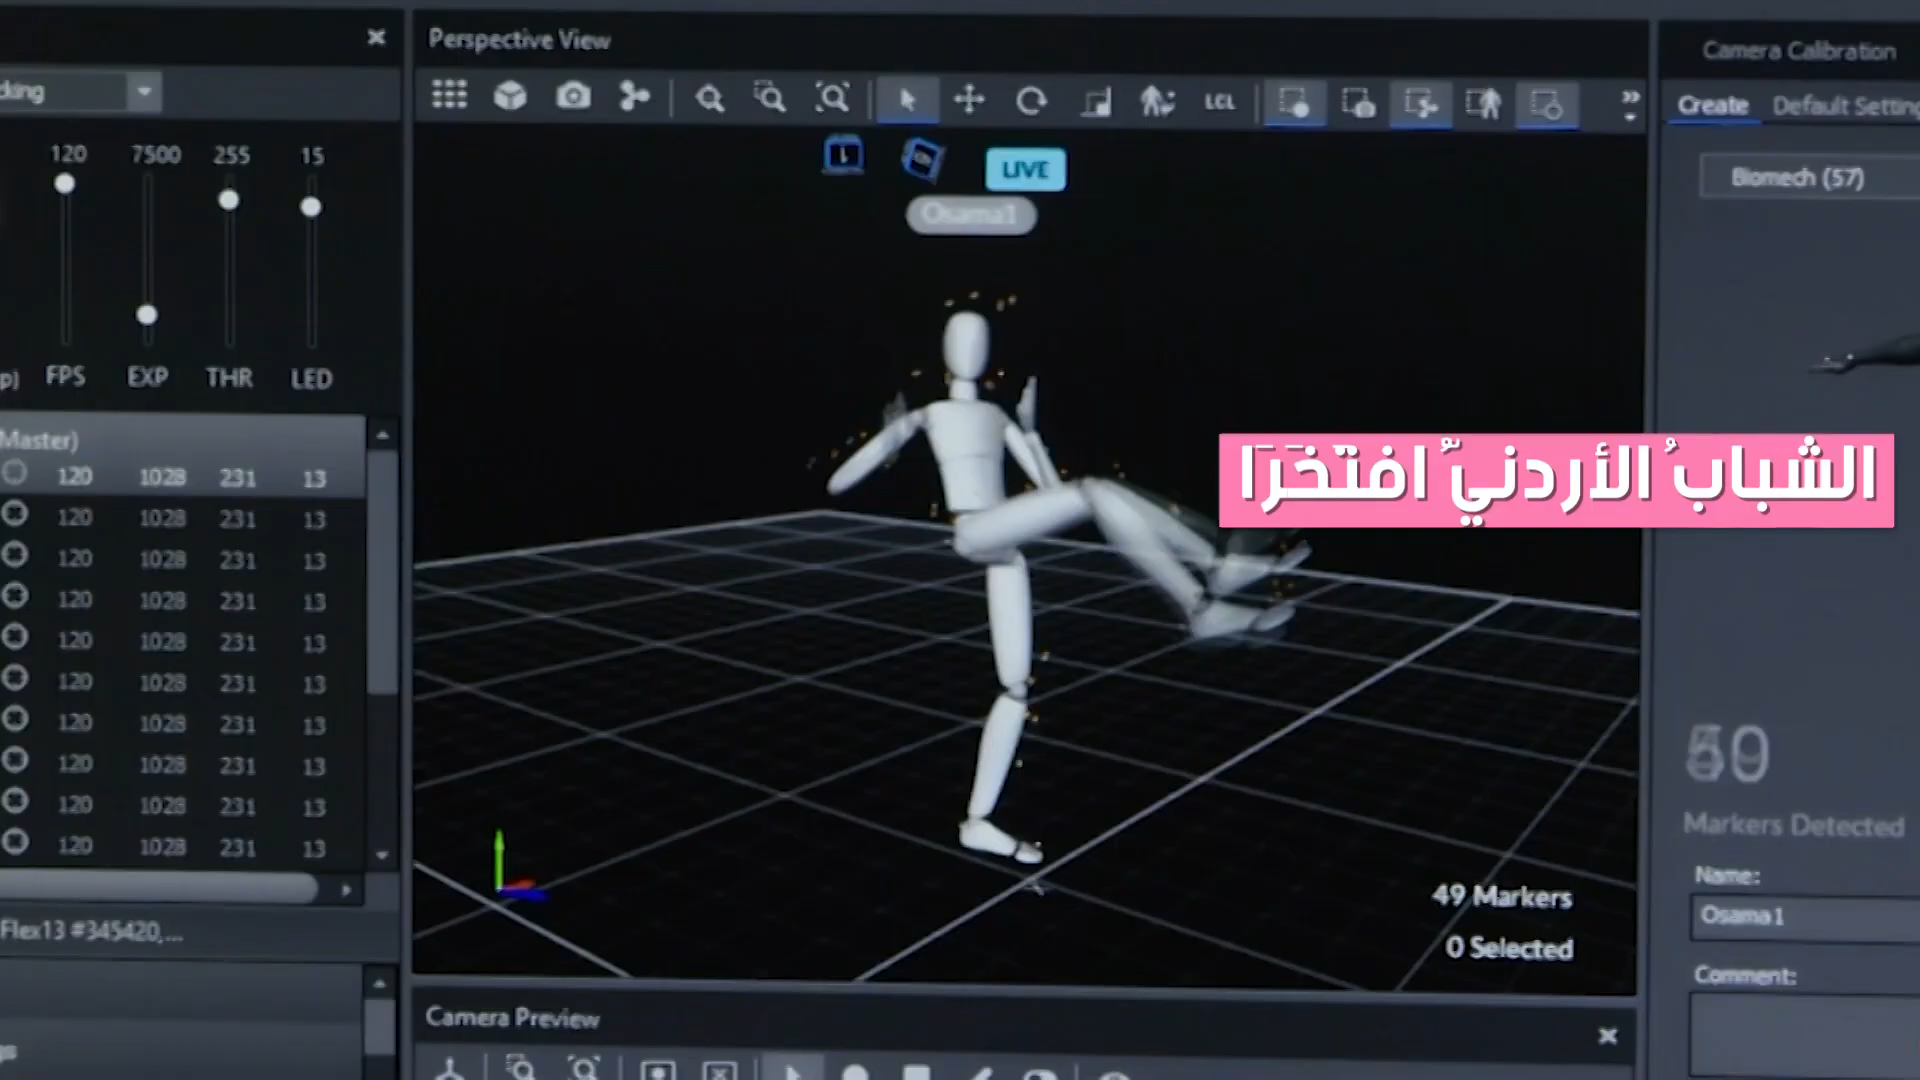 Perspective View
Camera Calibration
Create
Default Setting
LCL
120
7500
255
15
LIVE
Osama1
Biomech (57)
FPS
EXP
THR
LED
Master)
120 1028 231 13
120 1028 231 13
120 1028 231 13
120 1028 231 13
120 1028 231 13
120 1028 231 13
120 1028 231 13
120 1028 231 13
120 1028 231 13
120 1028 231 13
الشبابُ الأردنيّ افتَخَرَا
Markers Detected
Name:
Osama1
49 Markers
0 Selected
Flex13 #345420,...
Comment:
Camera Preview